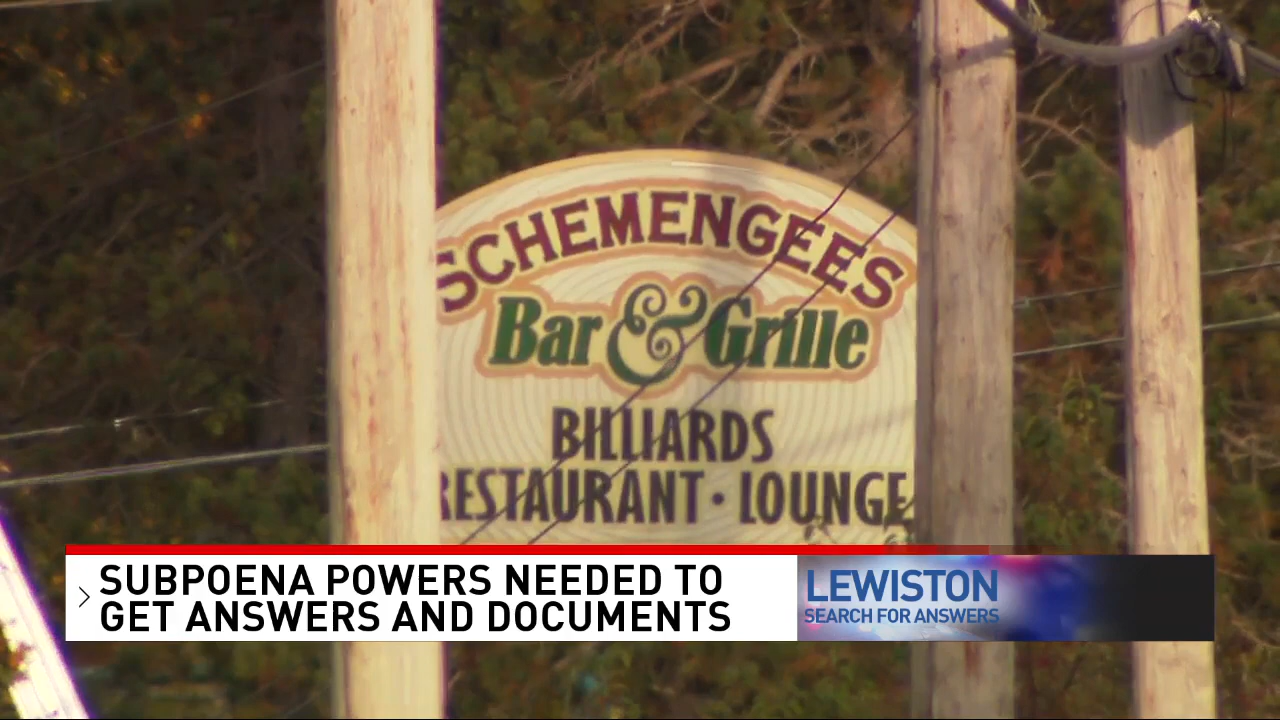 SCHEMENGEES
Bar & Grille
BILLIARDS
RESTAURANT · LOUNGE
> SUBPOENA POWERS NEEDED TO
GET ANSWERS AND DOCUMENTS
LEWISTON
SEARCH FOR ANSWERS